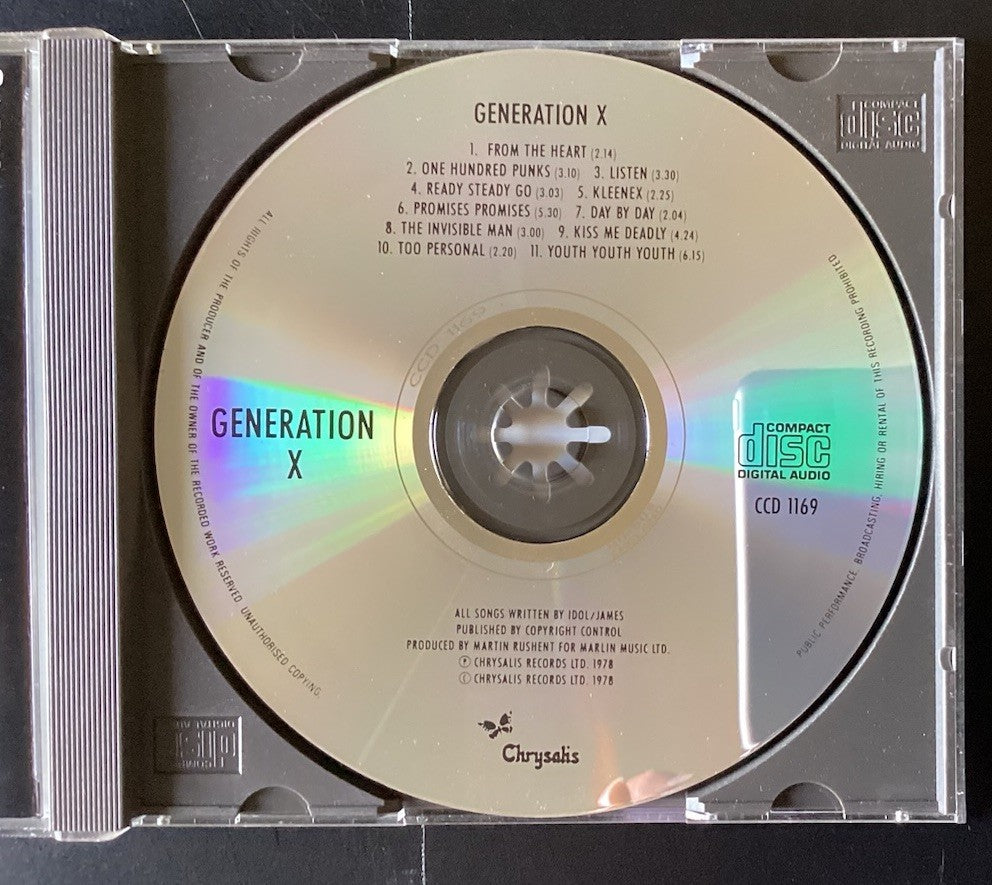 GENERATION X
1. FROM THE HEART (2.14)
2. ONE HUNDRED PUNKS (3.10) 3. LISTEN (3.30)
4. READY STEADY GO (3.03) 5. KLEENEX (2.25)
6. PROMISES PROMISES (5.30) 7. DAY BY DAY (2.04)
8. THE INVISIBLE MAN (3.00) 9. KISS ME DEADLY (4.24)
10. TOO PERSONAL (2.20) 11. YOUTH YOUTH YOUTH (6.15)
COMPACT
disc
DIGITAL AUDIO
CCD 1169
GENERATION
X
COMPACT
disc
DIGITAL AUDIO
CCD 1169
ALL SONGS WRITTEN BY IDOL/JAMES
PUBLISHED BY COPYRIGHT CONTROL
PRODUCED BY MARTIN RUSHENT FOR MARLIN MUSIC LTD.
Ⓟ CHRYSALIS RECORDS LTD. 1978
Ⓒ CHRYSALIS RECORDS LTD. 1978
Chrysalis
ALL RIGHTS OF THE PRODUCER AND OF THE OWNER OF THE RECORDED WORK RESERVED. UNAUTHORISED COPYING,
PUBLIC PERFORMANCE, BROADCASTING, HIRING OR RENTAL OF THIS RECORDING PROHIBITED
COMPACT
disc
DIGITAL AUDIO